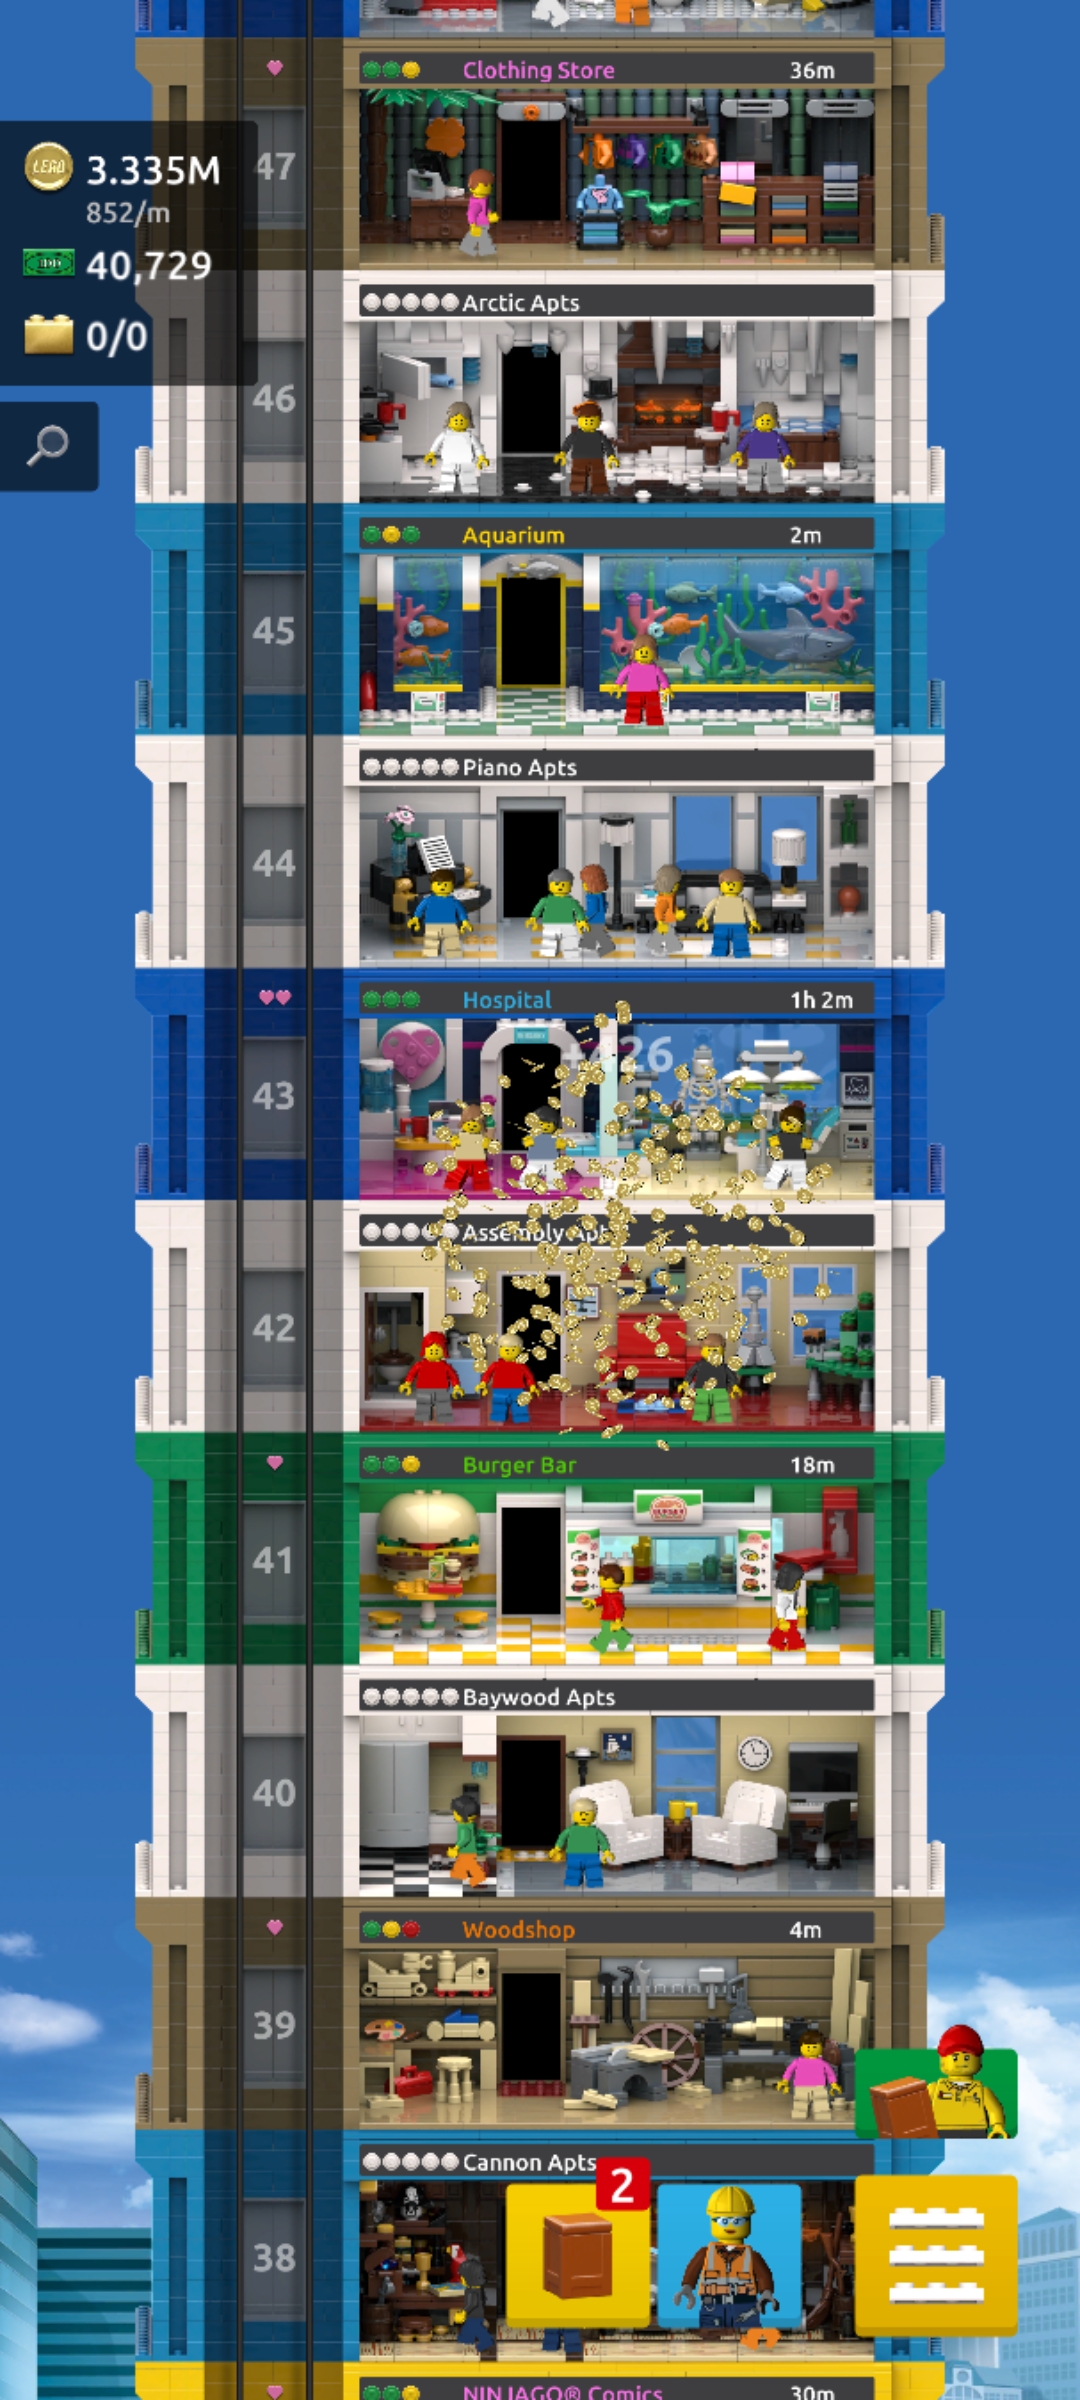 Clothing Store 36m
47
LEGO 3.335M
852/m
40,729
0/0
Arctic Apts
46
Aquarium 2m
45
Piano Apts
44
Hospital 1h 2m
+426
43
Assembly Apts
42
Burger Bar 18m
41
Baywood Apts
40
Woodshop 4m
39
Cannon Apts
2
38
NINJAGO® Comics 30m